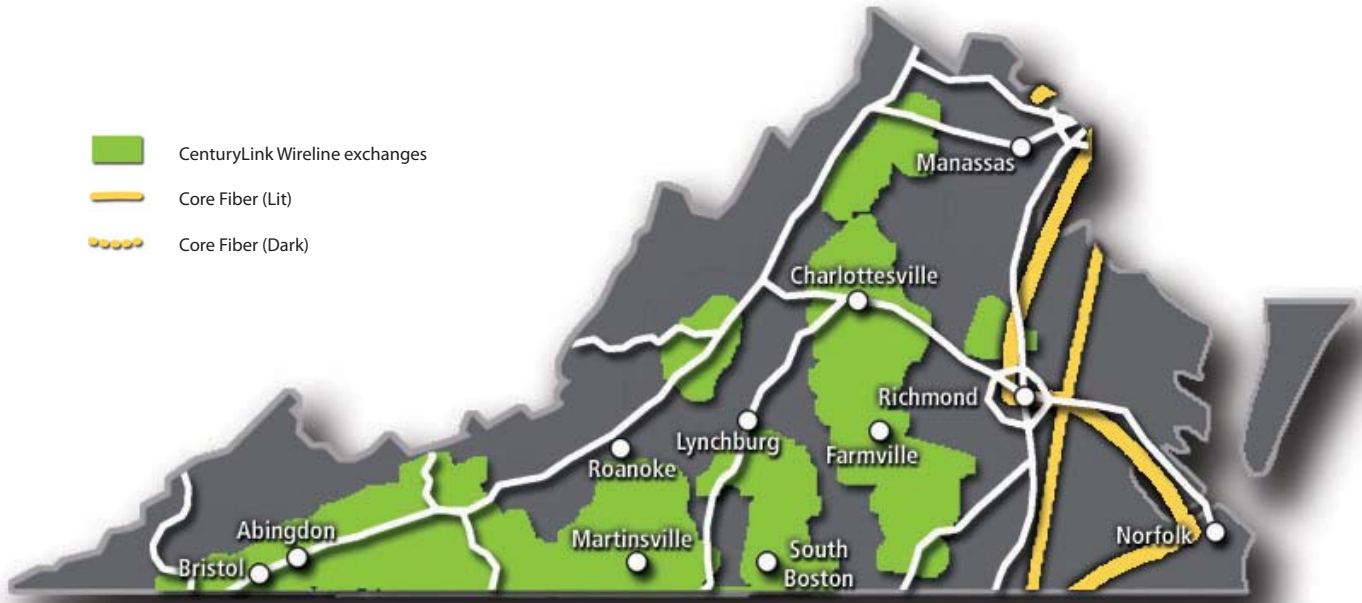 CenturyLink Wireline exchanges
Core Fiber (Lit)
Core Fiber (Dark)
Manassas
Charlottesville
Richmond
Lynchburg
Farmville
Roanoke
Abingdon
Martinsville
Bristol
South
Boston
Norfolk